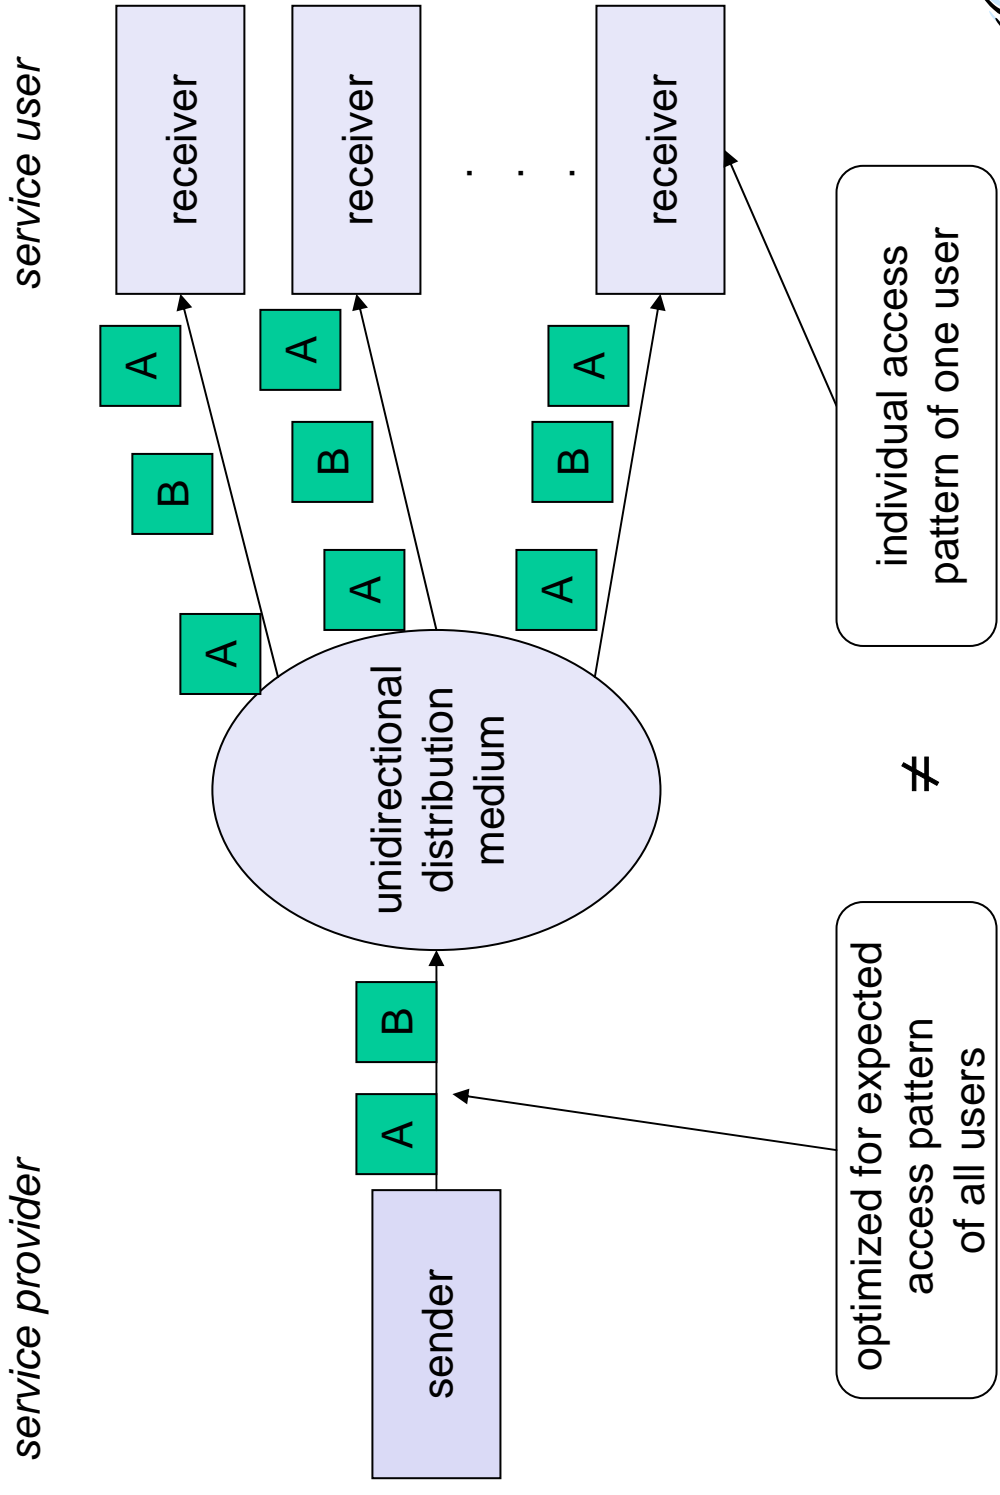 service provider
service user
sender
A
B
unidirectional
distribution
medium
A
B
A
receiver
A
B
A
receiver
. . .
A
B
A
receiver
optimized for expected
access pattern
of all users
≠
individual access
pattern of one user